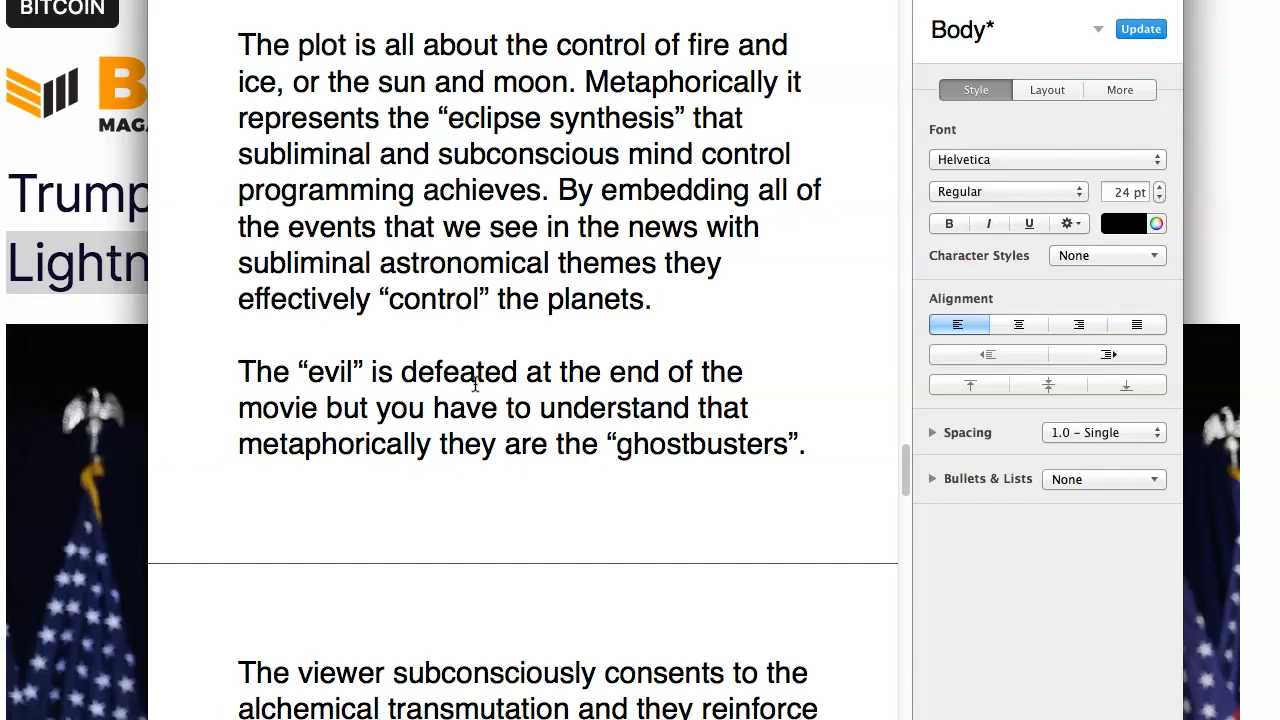 BITCOIN
B
MAGA
Trump
Lightn
The plot is all about the control of fire and
ice, or the sun and moon. Metaphorically it
represents the “eclipse synthesis” that
subliminal and subconscious mind control
programming achieves. By embedding all of
the events that we see in the news with
subliminal astronomical themes they
effectively “control” the planets.
The “evil” is defeated at the end of the
movie but you have to understand that
metaphorically they are the “ghostbusters”.
The viewer subconsciously consents to the
alchemical transmutation and they reinforce
Body*
Update
Style Layout More
Font
Helvetica
Regular 24 pt
B I U
Character Styles None
Alignment
Spacing 1.0 – Single
Bullets & Lists None